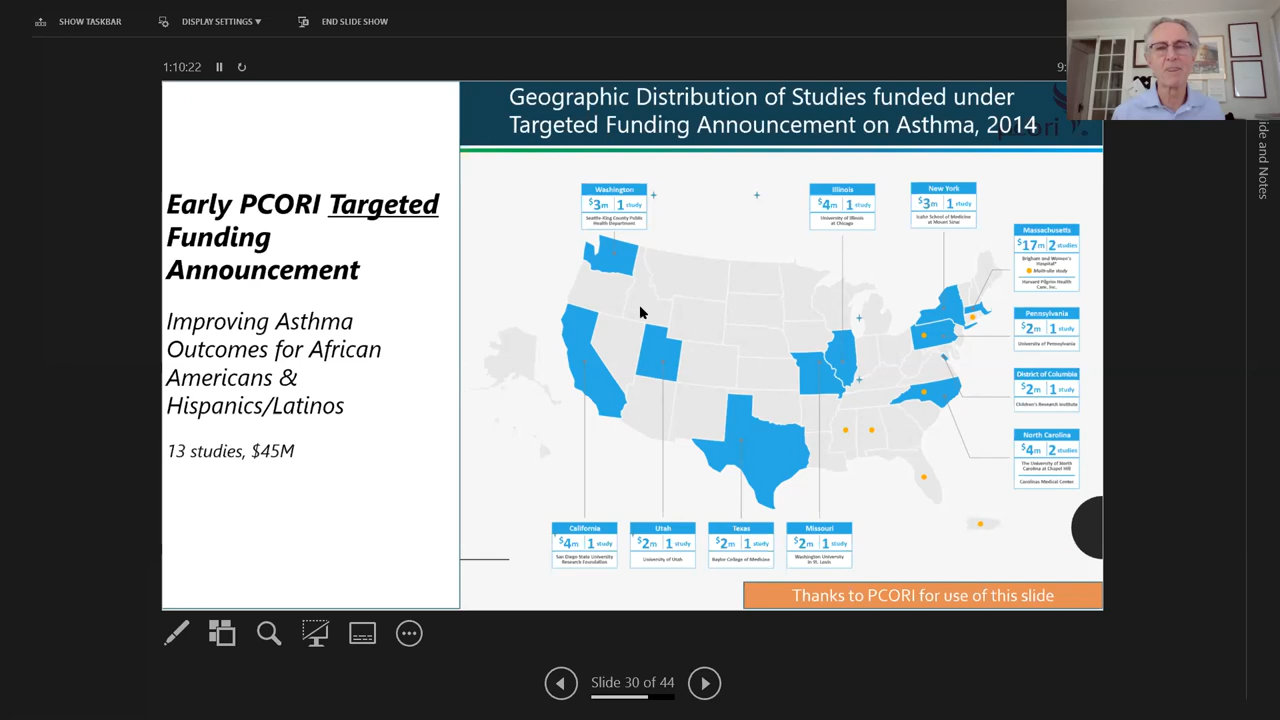 SHOW TASKBAR
DISPLAY SETTINGS ▼
END SLIDE SHOW
1:10:22
9:
Early PCORI Targeted
Funding
Announcement
Improving Asthma
Outcomes for African
Americans &
Hispanics/Latinos
13 studies, $45M
Geographic Distribution of Studies funded under
Targeted Funding Announcement on Asthma, 2014
Washington
$3m 1 study
Seattle-King County Public
Health Department
Illinois
$4m 1 study
University of Illinois
at Chicago
New York
$3m 1 study
Icahn School of Medicine
at Mount Sinai
Massachusetts
$17m 2 studies
Brigham and Women's
Hospital*
Multi-site study
Harvard Pilgrim Health
Care, Inc.
Pennsylvania
$2m 1 study
University of Pennsylvania
District of Columbia
$2m 1 study
Children's Research Institute
North Carolina
$4m 2 studies
The University of North
Carolina at Chapel Hill
Carolinas Medical Center
California
$4m 1 study
San Diego State University
Research Foundation
Utah
$2m 1 study
University of Utah
Texas
$2m 1 study
Baylor College of Medicine
Missouri
$2m 1 study
Washington University
in St. Louis
Thanks to PCORI for use of this slide
Slide 30 of 44
ide and Notes